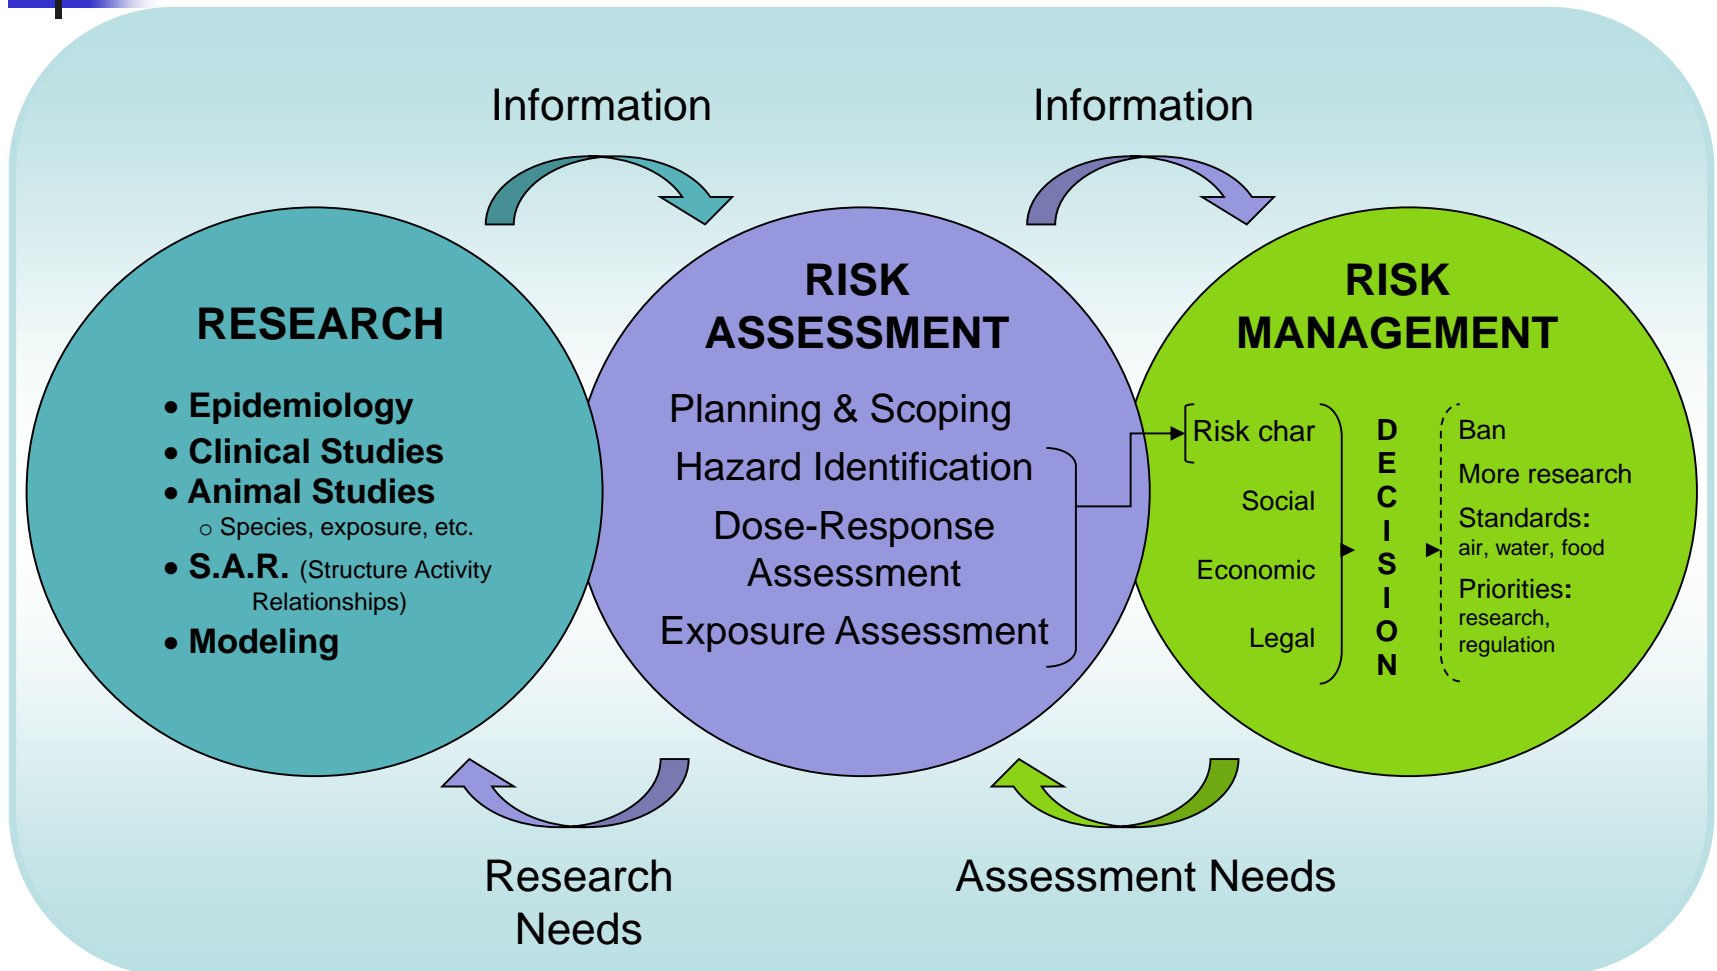 Information
Information
RESEARCH
• Epidemiology
• Clinical Studies
• Animal Studies
o Species, exposure, etc.
• S.A.R. (Structure Activity
Relationships)
• Modeling
RISK
ASSESSMENT
Planning & Scoping
Hazard Identification
Dose-Response
Assessment
Exposure Assessment
RISK
MANAGEMENT
Risk char
Social
Economic
Legal
D
E
C
I
S
I
O
N
Ban
More research
Standards:
air, water, food
Priorities:
research,
regulation
Research
Needs
Assessment Needs